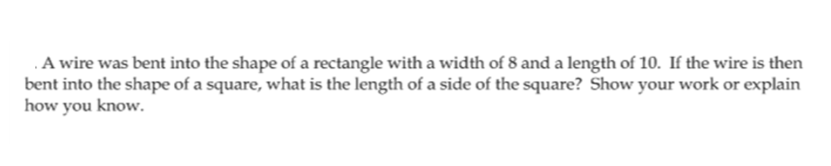 . A wire was bent into the shape of a rectangle with a width of 8 and a length of 10. If the wire is then
bent into the shape of a square, what is the length of a side of the square? Show your work or explain
how you know.